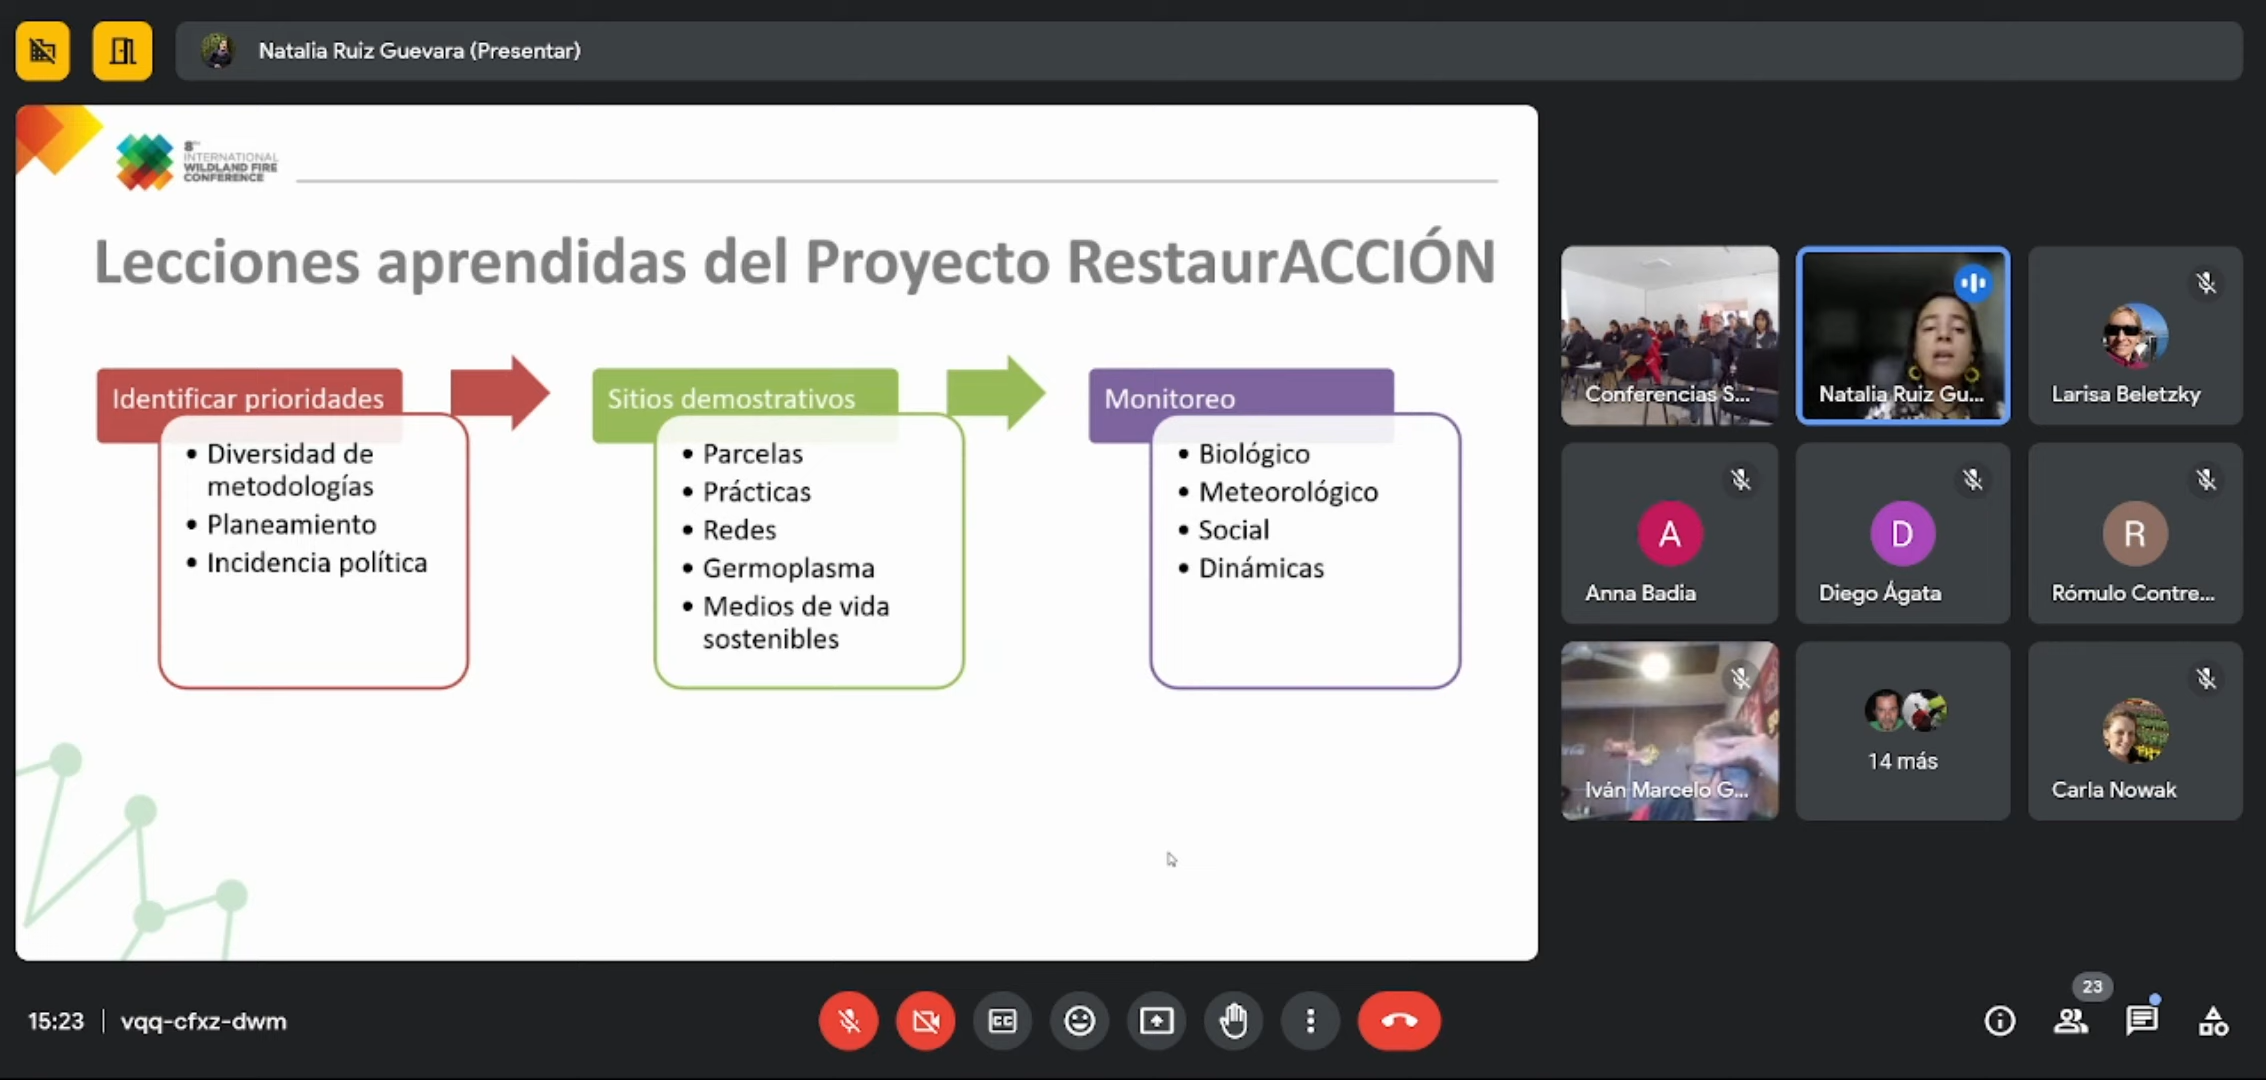 Natalia Ruiz Guevara (Presentar)
8TH
INTERNATIONAL
WILDLAND FIRE
CONFERENCE
Lecciones aprendidas del Proyecto RestaurACCIÓN
Identificar prioridades
• Diversidad de
metodologías
• Planeamiento
• Incidencia política
Sitios demostrativos
• Parcelas
• Prácticas
• Redes
• Germoplasma
• Medios de vida
sostenibles
Monitoreo
• Biológico
• Meteorológico
• Social
• Dinámicas
Conferencias S...
Natalia Ruiz Gu...
Larisa Beletzky
A
Anna Badia
D
Diego Ágata
R
Rómulo Contre...
Iván Marcelo G...
14 más
Carla Nowak
15:23 | vqq-cfxz-dwm
CC
23